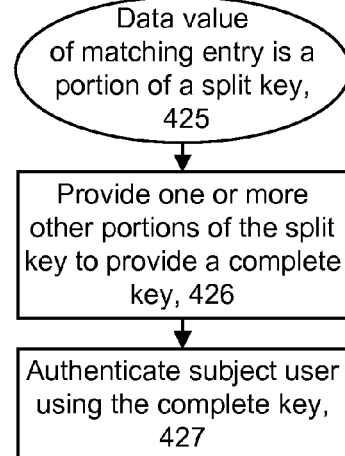 Data value
of matching entry is a
portion of a split key,
425
Provide one or more
other portions of the split
key to provide a complete
key, 426
Authenticate subject user
using the complete key,
427